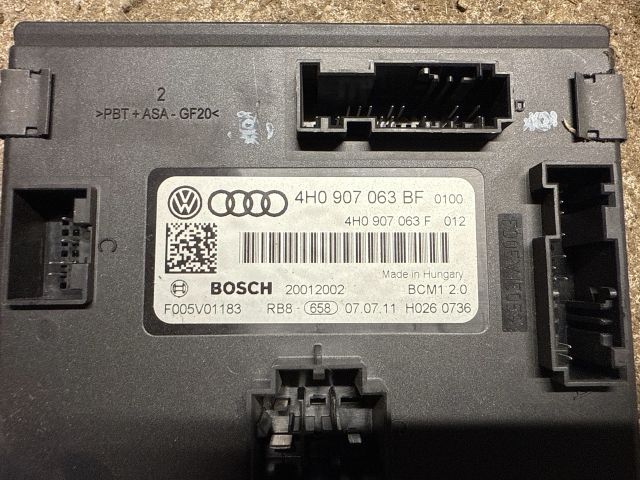 2
>PBT+ASA-GF20<
4H0 907 063 BF 0100
4H0 907 063 F 012
Made in Hungary
BOSCH 20012002 BCM1 2.0
F005V01183 RB8- 658 07.07.11 H026 0736
C